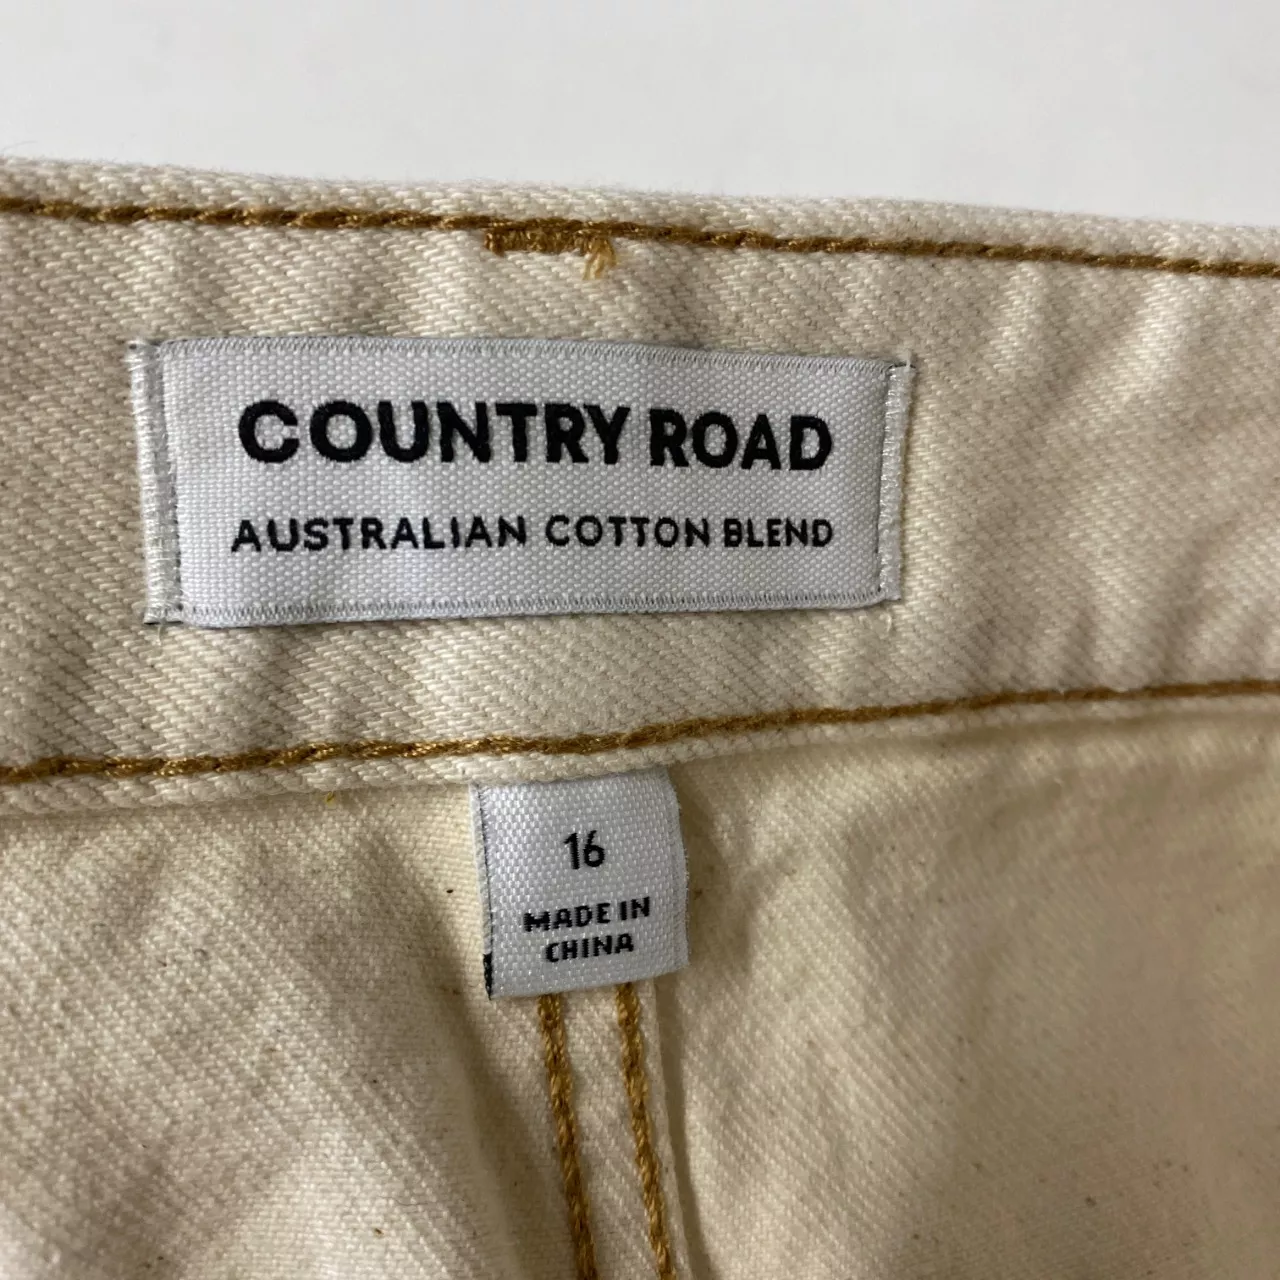 COUNTRY ROAD
AUSTRALIAN COTTON BLEND
16
MADE IN
CHINA